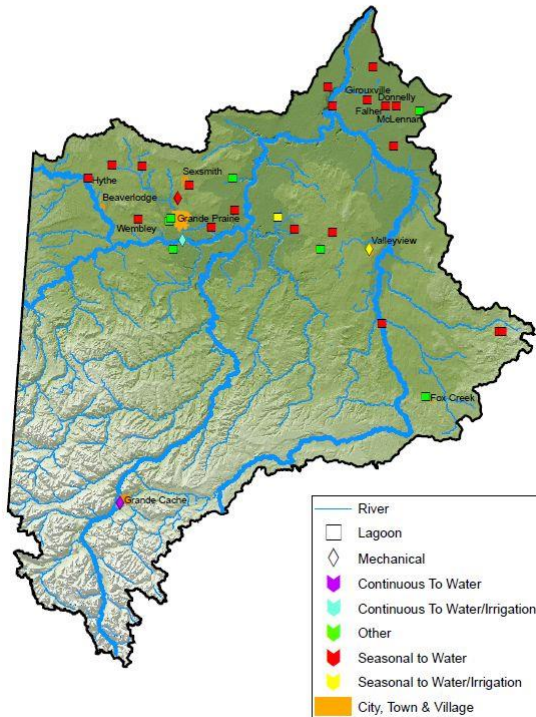 Girouxville
Donnelly
Falher
McLennan
Sexsmith
Hythe
Beaverlodge
Grande Prairie
Wembley
Valleyview
Fox Creek
Grande Cache
River
Lagoon
Mechanical
Continuous To Water
Continuous To Water/Irrigation
Other
Seasonal to Water
Seasonal to Water/Irrigation
City, Town & Village